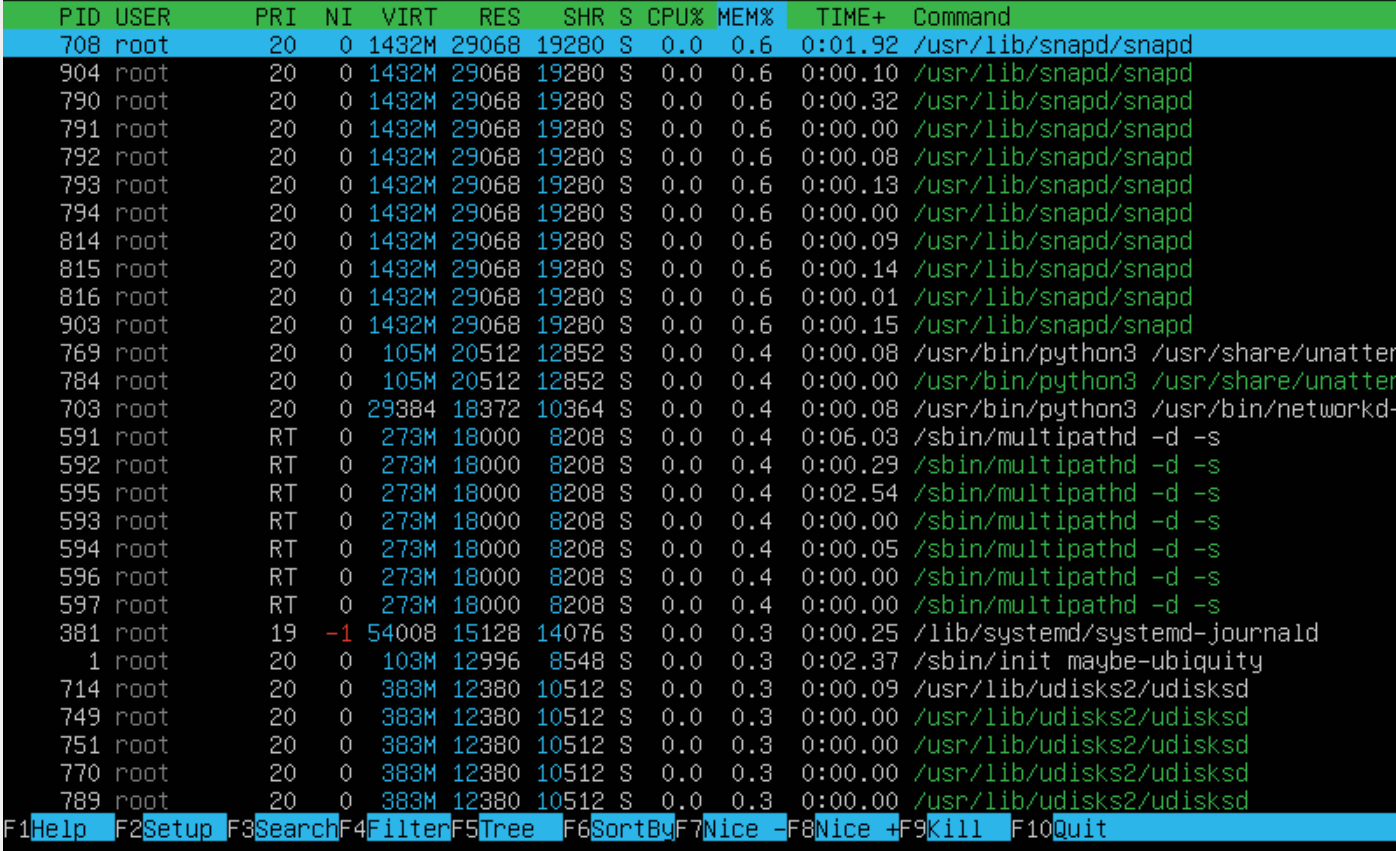 PID USER PRI NI VIRT RES SHR S CPU% MEM% TIME+ Command
708 root 20 0 1432M 29068 19280 S 0.0 0.6 0:01.92 /usr/lib/snapd/snapd
904 root 20 0 1432M 29068 19280 S 0.0 0.6 0:00.10 /usr/lib/snapd/snapd
790 root 20 0 1432M 29068 19280 S 0.0 0.6 0:00.32 /usr/lib/snapd/snapd
791 root 20 0 1432M 29068 19280 S 0.0 0.6 0:00.00 /usr/lib/snapd/snapd
792 root 20 0 1432M 29068 19280 S 0.0 0.6 0:00.08 /usr/lib/snapd/snapd
793 root 20 0 1432M 29068 19280 S 0.0 0.6 0:00.13 /usr/lib/snapd/snapd
794 root 20 0 1432M 29068 19280 S 0.0 0.6 0:00.00 /usr/lib/snapd/snapd
814 root 20 0 1432M 29068 19280 S 0.0 0.6 0:00.09 /usr/lib/snapd/snapd
815 root 20 0 1432M 29068 19280 S 0.0 0.6 0:00.14 /usr/lib/snapd/snapd
816 root 20 0 1432M 29068 19280 S 0.0 0.6 0:00.01 /usr/lib/snapd/snapd
903 root 20 0 1432M 29068 19280 S 0.0 0.6 0:00.15 /usr/lib/snapd/snapd
769 root 20 0 105M 20512 12852 S 0.0 0.4 0:00.08 /usr/bin/python3 /usr/share/unatter
784 root 20 0 105M 20512 12852 S 0.0 0.4 0:00.00 /usr/bin/python3 /usr/share/unatter
703 root 20 0 29384 18372 10364 S 0.0 0.4 0:00.08 /usr/bin/python3 /usr/bin/networkd-
591 root RT 0 273M 18000 8208 S 0.0 0.4 0:06.03 /sbin/multipathd -d -s
592 root RT 0 273M 18000 8208 S 0.0 0.4 0:00.29 /sbin/multipathd -d -s
595 root RT 0 273M 18000 8208 S 0.0 0.4 0:02.54 /sbin/multipathd -d -s
593 root RT 0 273M 18000 8208 S 0.0 0.4 0:00.00 /sbin/multipathd -d -s
594 root RT 0 273M 18000 8208 S 0.0 0.4 0:00.05 /sbin/multipathd -d -s
596 root RT 0 273M 18000 8208 S 0.0 0.4 0:00.00 /sbin/multipathd -d -s
597 root RT 0 273M 18000 8208 S 0.0 0.4 0:00.00 /sbin/multipathd -d -s
381 root 19 -1 54008 15128 14076 S 0.0 0.3 0:00.25 /lib/systemd/systemd-journald
1 root 20 0 103M 12996 8548 S 0.0 0.3 0:02.37 /sbin/init maybe-ubiquity
714 root 20 0 383M 12380 10512 S 0.0 0.3 0:00.09 /usr/lib/udisks2/udisksd
749 root 20 0 383M 12380 10512 S 0.0 0.3 0:00.00 /usr/lib/udisks2/udisksd
751 root 20 0 383M 12380 10512 S 0.0 0.3 0:00.00 /usr/lib/udisks2/udisksd
770 root 20 0 383M 12380 10512 S 0.0 0.3 0:00.00 /usr/lib/udisks2/udisksd
789 root 20 0 383M 12380 10512 S 0.0 0.3 0:00.00 /usr/lib/udisks2/udisksd
F1Help F2Setup F3SearchF4FilterF5Tree F6SortByF7Nice -F8Nice +F9Kill F10Quit